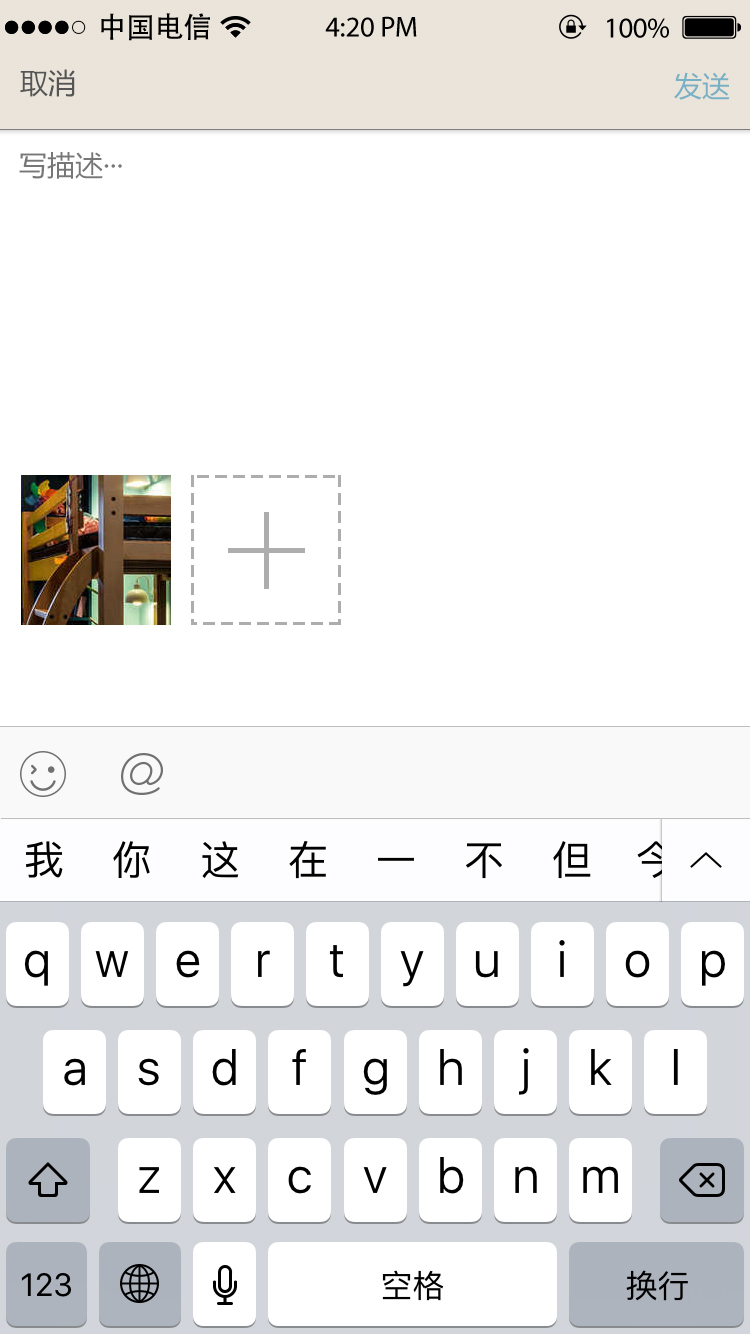 中国电信 4:20 PM 100%
取消 发送
写描述···
@
我 你 这 在 一 不 但 今
q w e r t y u i o p
a s d f g h j k l
z x c v b n m
123 空格 换行